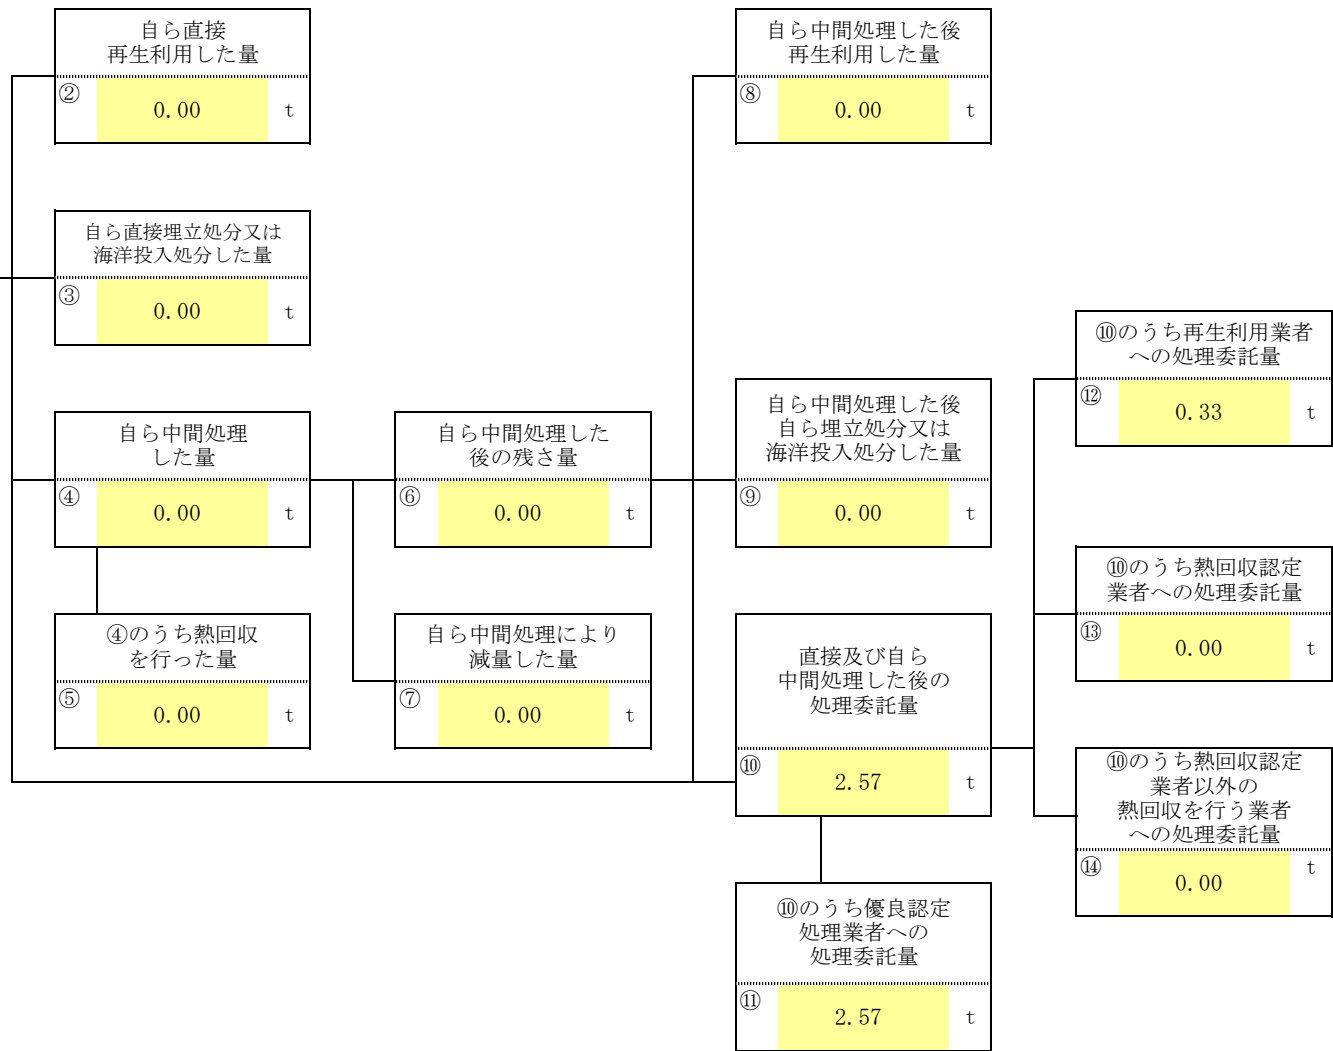 自ら直接
再生利用した量
② 0.00 t
自ら直接埋立処分又は
海洋投入処分した量
③ 0.00 t
自ら中間処理
した量
④ 0.00 t
④のうち熱回収
を行った量
⑤ 0.00 t
自ら中間処理した
後の残さ量
⑥ 0.00 t
自ら中間処理により
減量した量
⑦ 0.00 t
自ら中間処理した後
再生利用した量
⑧ 0.00 t
自ら中間処理した後
自ら埋立処分又は
海洋投入処分した量
⑨ 0.00 t
直接及び自ら
中間処理した後の
処理委託量
⑩ 2.57 t
⑩のうち優良認定
処理業者への
処理委託量
⑪ 2.57 t
⑩のうち再生利用業者
への処理委託量
⑫ 0.33 t
⑩のうち熱回収認定
業者への処理委託量
⑬ 0.00 t
⑩のうち熱回収認定
業者以外の
熱回収を行う業者
への処理委託量
⑭ 0.00 t